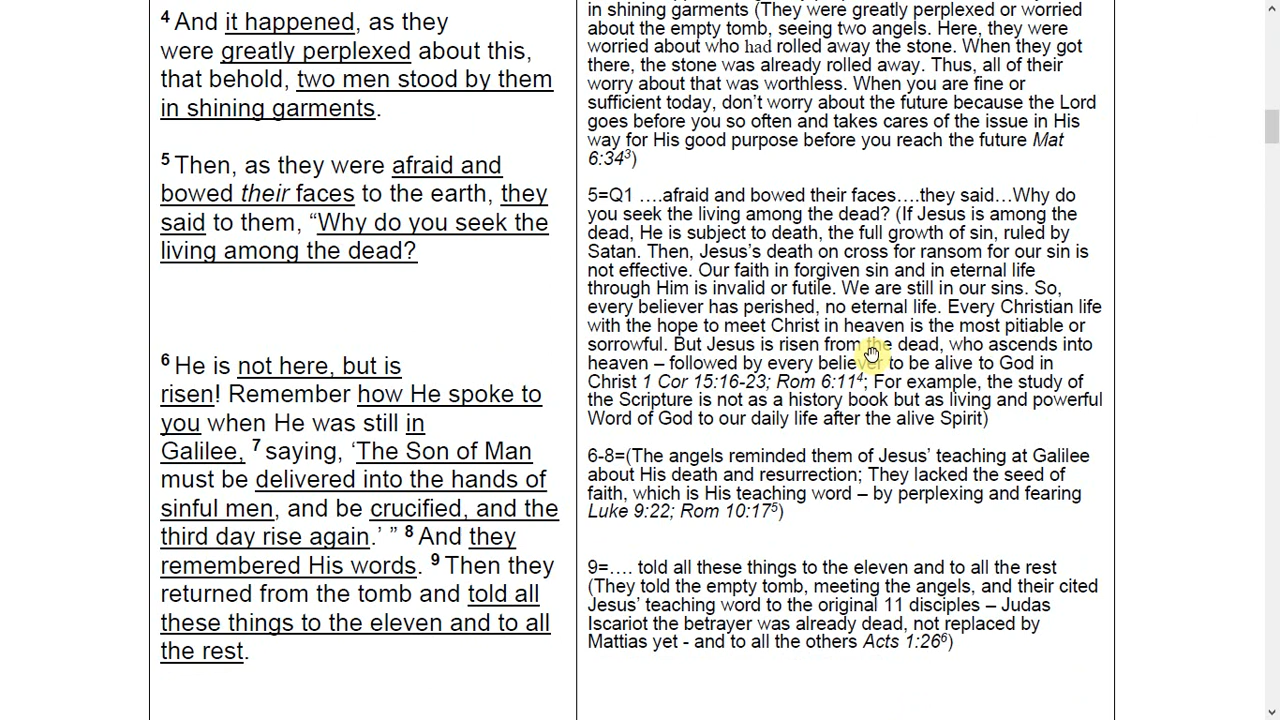 4 And it happened, as they
were greatly perplexed about this,
that behold, two men stood by them
in shining garments.
5 Then, as they were afraid and
bowed their faces to the earth, they
said to them, “Why do you seek the
living among the dead?
6 He is not here, but is
risen! Remember how He spoke to
you when He was still in
Galilee, 7 saying, ‘The Son of Man
must be delivered into the hands of
sinful men, and be crucified, and the
third day rise again.’ ” 8 And they
remembered His words. 9 Then they
returned from the tomb and told all
these things to the eleven and to all
the rest.
in shining garments (They were greatly perplexed or worried
about the empty tomb, seeing two angels. Here, they were
worried about who had rolled away the stone. When they got
there, the stone was already rolled away. Thus, all of their
worry about that was worthless. When you are fine or
sufficient today, don’t worry about the future because the Lord
goes before you so often and takes cares of the issue in His
way for His good purpose before you reach the future Mat
6:343)
5=Q1 ….afraid and bowed their faces….they said…Why do
you seek the living among the dead? (If Jesus is among the
dead, He is subject to death, the full growth of sin, ruled by
Satan. Then, Jesus’s death on cross for ransom for our sin is
not effective. Our faith in forgiven sin and in eternal life
through Him is invalid or futile. We are still in our sins. So,
every believer has perished, no eternal life. Every Christian life
with the hope to meet Christ in heaven is the most pitiable or
sorrowful. But Jesus is risen from the dead, who ascends into
heaven – followed by every believer to be alive to God in
Christ 1 Cor 15:16-23; Rom 6:114; For example, the study of
the Scripture is not as a history book but as living and powerful
Word of God to our daily life after the alive Spirit)
6-8=(The angels reminded them of Jesus’ teaching at Galilee
about His death and resurrection; They lacked the seed of
faith, which is His teaching word – by perplexing and fearing
Luke 9:22; Rom 10:175)
9=…. told all these things to the eleven and to all the rest
(They told the empty tomb, meeting the angels, and their cited
Jesus’ teaching word to the original 11 disciples – Judas
Iscariot the betrayer was already dead, not replaced by
Mattias yet - and to all the others Acts 1:266)